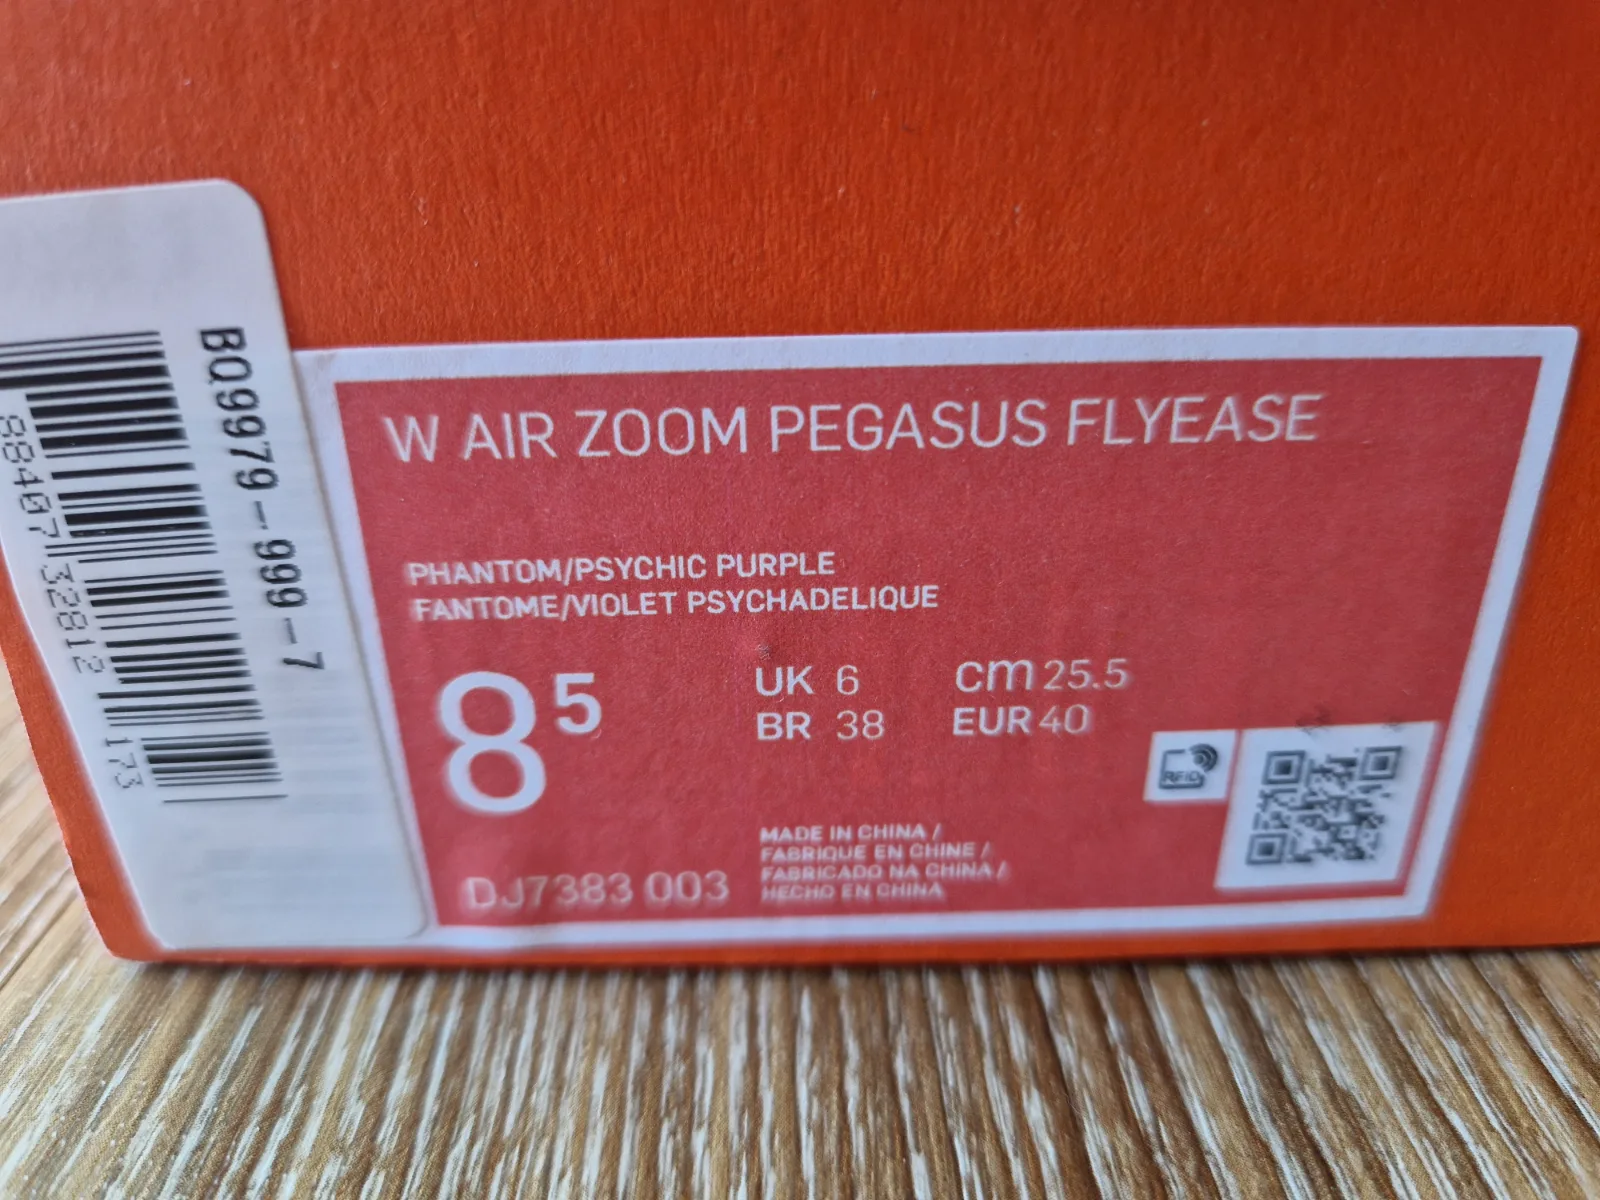 BQ9979-999-7
88407 32812 173
W AIR ZOOM PEGASUS FLYEASE
PHANTOM/PSYCHIC PURPLE
FANTOME/VIOLET PSYCHADELIQUE
8 5
UK 6 cm 25.5
BR 38 EUR 40
RFID
MADE IN CHINA /
FABRIQUE EN CHINE /
FABRICADO NA CHINA /
HECHO EN CHINA
DJ7383 003